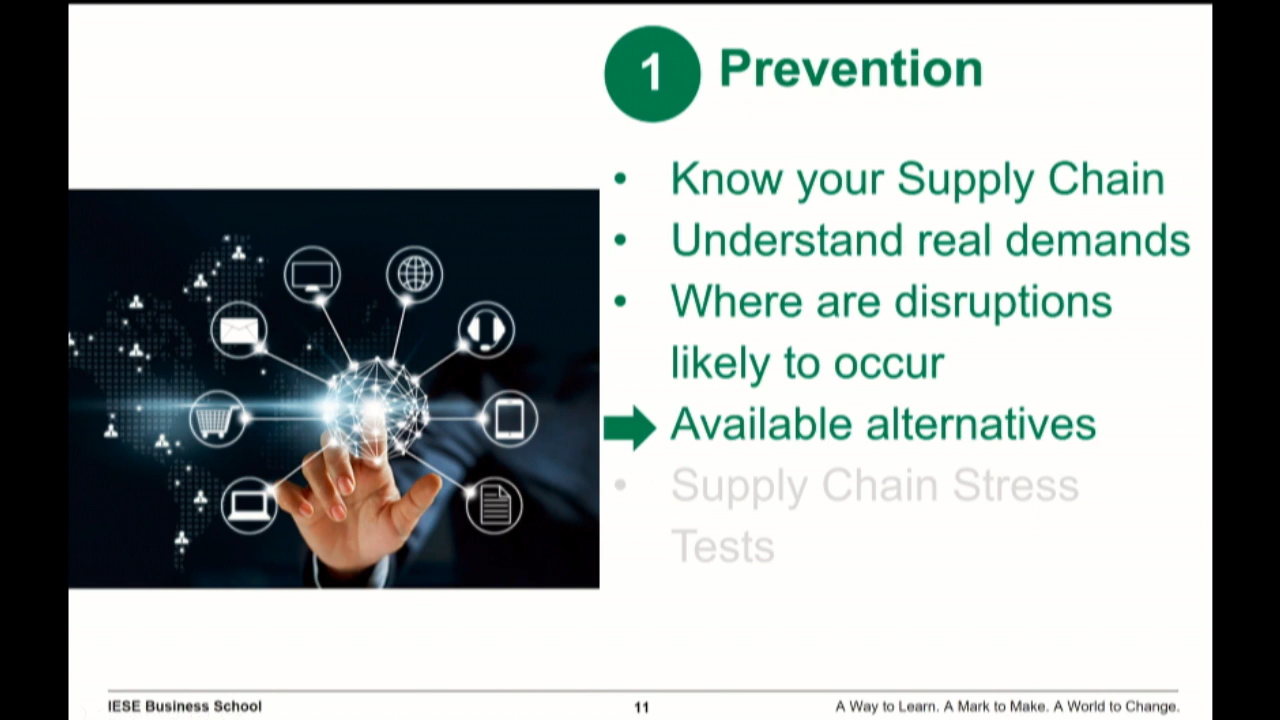 1 Prevention
• Know your Supply Chain
• Understand real demands
• Where are disruptions
likely to occur
Available alternatives
• Supply Chain Stress
Tests
IESE Business School 11 A Way to Learn. A Mark to Make. A World to Change.